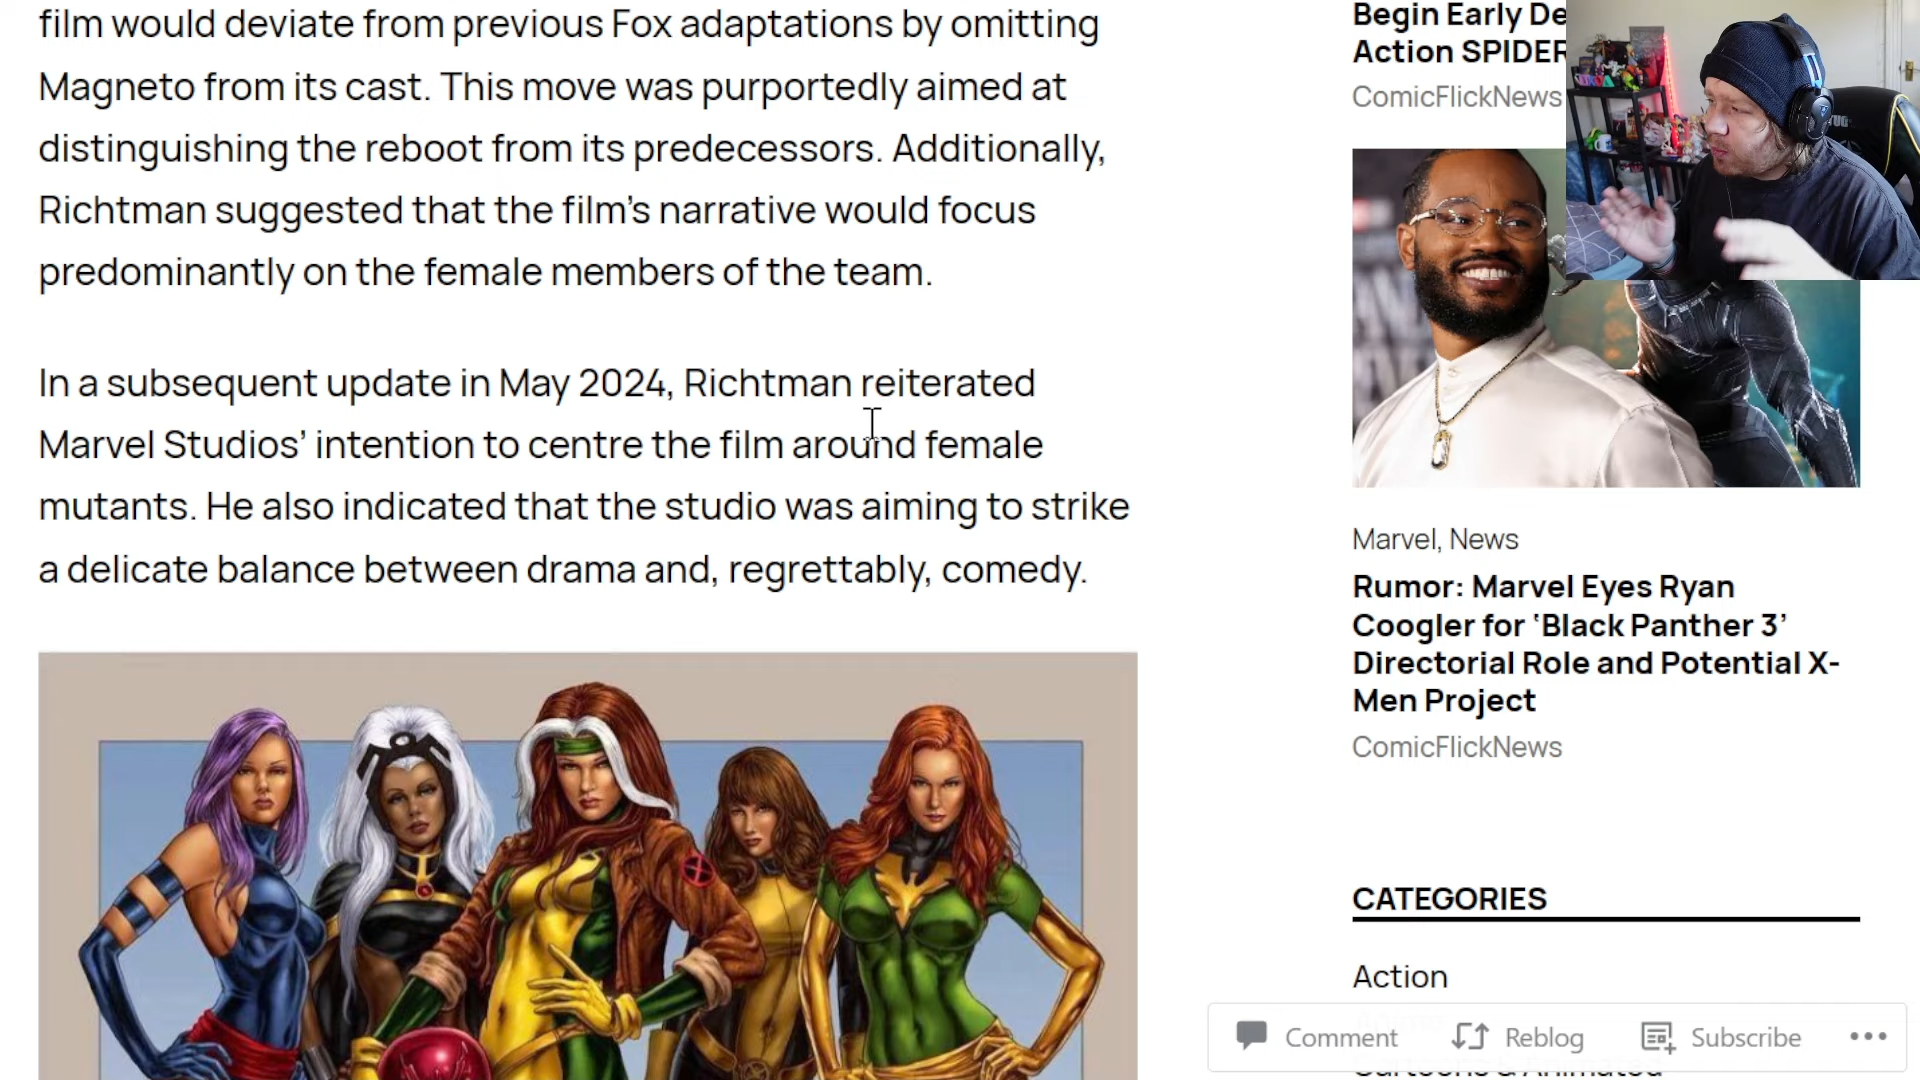 film would deviate from previous Fox adaptations by omitting
Magneto from its cast. This move was purportedly aimed at
distinguishing the reboot from its predecessors. Additionally,
Richtman suggested that the film's narrative would focus
predominantly on the female members of the team.
In a subsequent update in May 2024, Richtman reiterated
Marvel Studios' intention to centre the film around female
mutants. He also indicated that the studio was aiming to strike
a delicate balance between drama and, regrettably, comedy.
Begin Early De
Action SPIDER
ComicFlickNews
Marvel, News
Rumor: Marvel Eyes Ryan
Coogler for ‘Black Panther 3’
Directorial Role and Potential X-
Men Project
ComicFlickNews
CATEGORIES
Action
Comment Reblog Subscribe